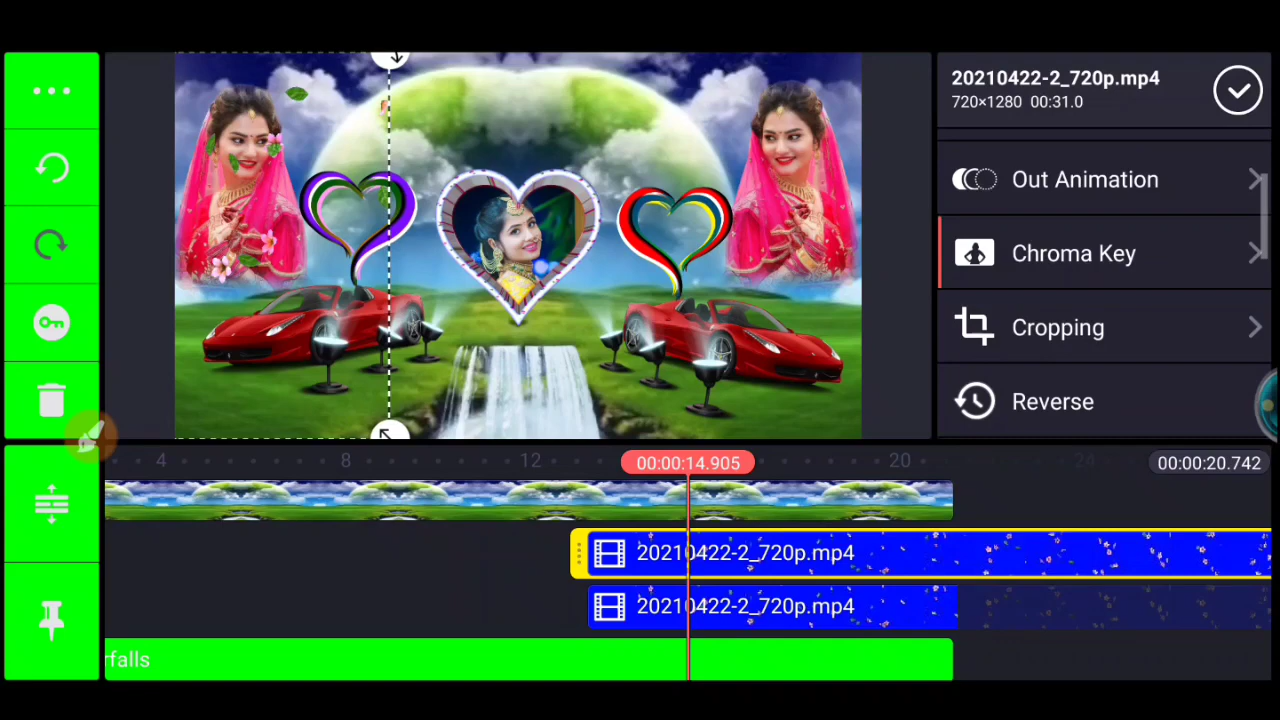 20210422-2_720p.mp4
720×1280 00:31.0
Out Animation
Chroma Key
Cropping
Reverse
4 8 12 00:00:14.905 20 24 00:00:20.742
20210422-2_720p.mp4
20210422-2_720p.mp4
rfalls